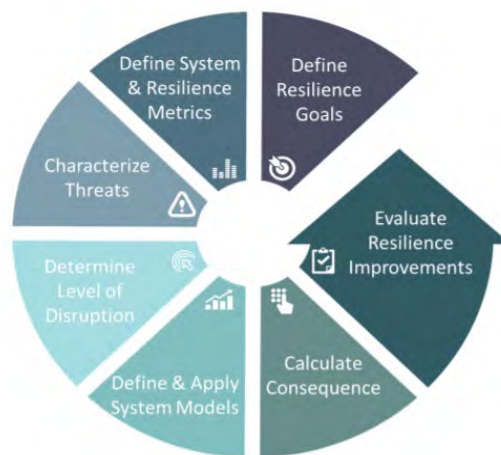 Define
Resilience
Goals
Define System
& Resilience
Metrics
Characterize
Threats
Determine
Level of
Disruption
Define & Apply
System Models
Calculate
Consequence
Evaluate
Resilience
Improvements